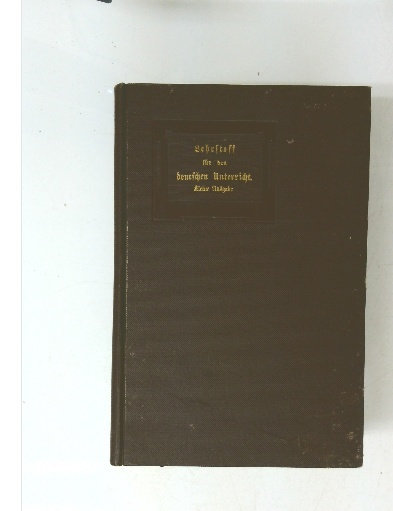 Lehrstoff
für den
deutschen Unterricht.
Kleine Ausgabe